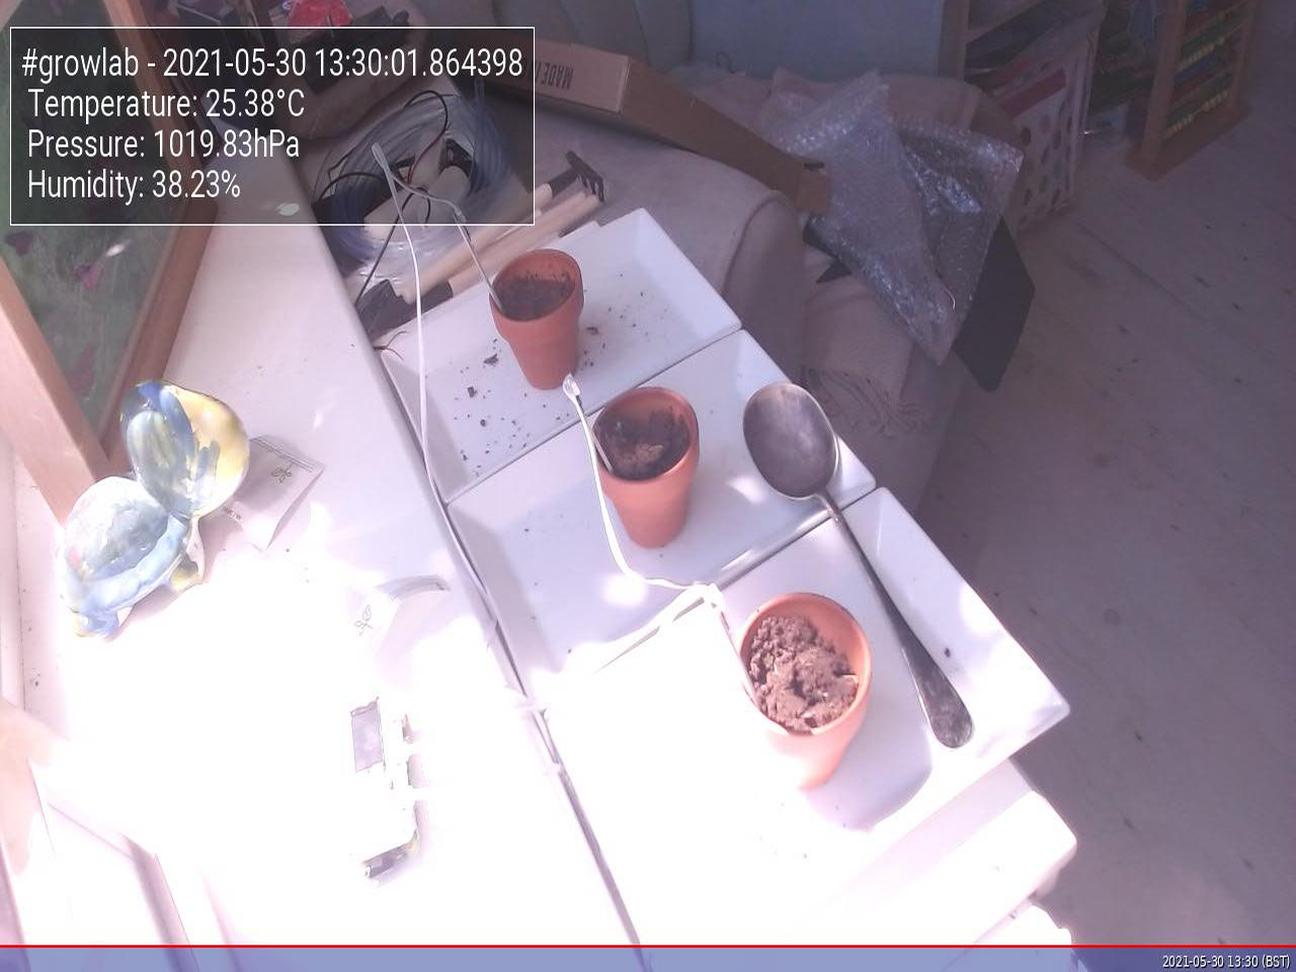 #growlab - 2021-05-30 13:30:01.864398
Temperature: 25.38°C
Pressure: 1019.83hPa
Humidity: 38.23%
MADE
2021-05-30 13:30 (BST)